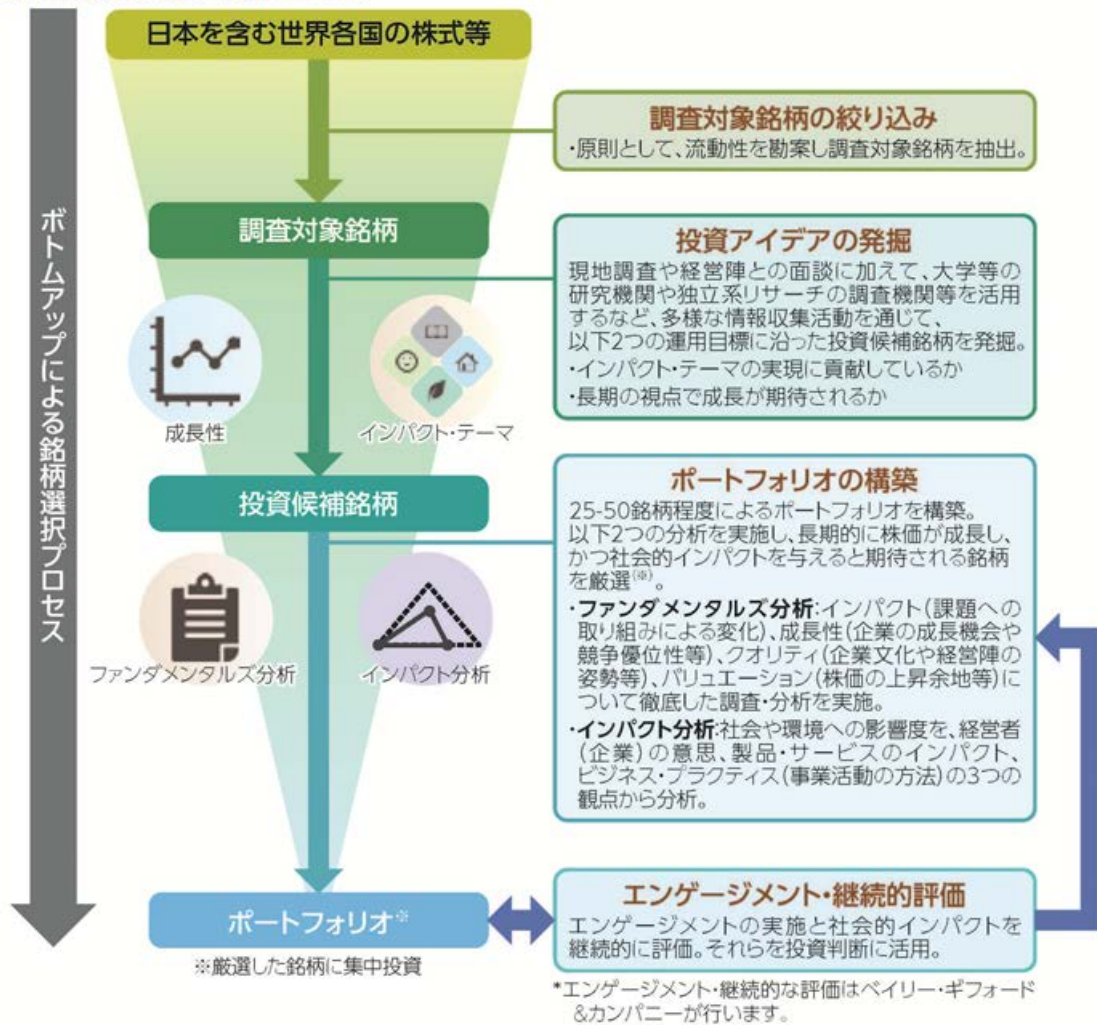 日本を含む世界各国の株式等
調査対象銘柄の絞り込み
・原則として、流動性を勘案し調査対象銘柄を抽出。
ボトムアップによる銘柄選択プロセス
調査対象銘柄
投資アイデアの発掘
現地調査や経営陣との面談に加えて、大学等の
研究機関や独立系リサーチの調査機関等を活用
するなど、多様な情報収集活動を通じて、
以下2つの運用目標に沿った投資候補銘柄を発掘。
・インパクト・テーマの実現に貢献しているか
・長期の視点で成長が期待されるか
成長性
インパクト・テーマ
投資候補銘柄
ポートフォリオの構築
25-50銘柄程度によるポートフォリオを構築。
以下2つの分析を実施し、長期的に株価が成長し、
かつ社会的インパクトを与えると期待される銘柄
を厳選(※)。
・ファンダメンタルズ分析:インパクト(課題への
取り組みによる変化)、成長性(企業の成長機会や
競争優位性等)、クオリティ(企業文化や経営陣の
姿勢等)、バリュエーション(株価の上昇余地等)に
ついて徹底した調査・分析を実施。
・インパクト分析:社会や環境への影響度を、経営者
(企業)の意思、製品・サービスのインパクト、
ビジネス・プラクティス(事業活動の方法)の3つの
観点から分析。
ファンダメンタルズ分析
インパクト分析
ポートフォリオ※
※厳選した銘柄に集中投資
エンゲージメント・継続的評価
エンゲージメントの実施と社会的インパクトを
継続的に評価。それらを投資判断に活用。
*エンゲージメント・継続的な評価はベイリー・ギフォード
&カンパニーが行います。